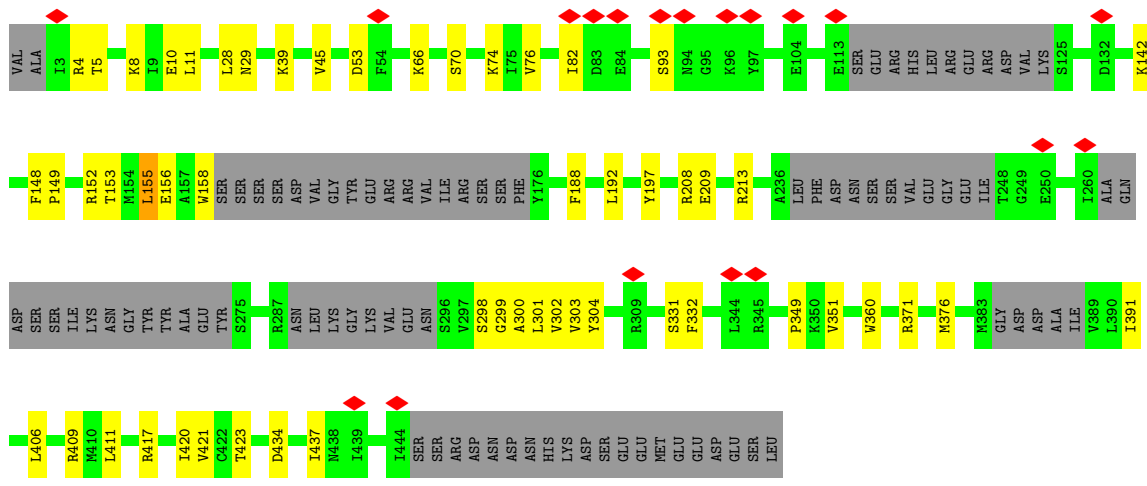 VAL ALA I3 R4 T5 K8 I9 E10 L11 L28 N29 K39 V45 D53 F54 K66 S70 K74 I75 V76 I82 D83 E84 S93 N94 G95 K96 Y97 E104 E113 SER GLU ARG HIS LEU ARG GLU ARG ASP VAL LYS S125 D132 K142
F148 P149 R152 T153 M154 L155 E156 A157 W158 SER SER SER SER ASP VAL GLY TYR GLU ARG ARG VAL ILE ARG SER SER PHE Y176 F188 L192 Y197 R208 E209 R213 A236 LEU PHE ASP ASN SER SER VAL GLU GLY GLU ILE T248 G249 E250 I260 ALA GLN
ASP SER SER ILE LYS ASN GLY TYR TYR ALA GLU TYR S275 R287 ASN LEU LYS GLY LYS VAL GLU ASN S296 V297 S298 G299 A300 L301 V302 V303 Y304 R309 S331 F332 L344 R345 P349 K350 V351 W360 R371 M376 M383 GLY ASP ASP ALA ILE V389 L390 I391
L406 R409 M410 L411 R417 I420 V421 C422 T423 D434 I437 N438 I439 I444 SER SER ARG ASP ASN ASP ASN HIS LYS ASP SER GLU GLU MET GLU GLU ASP GLU SER LEU